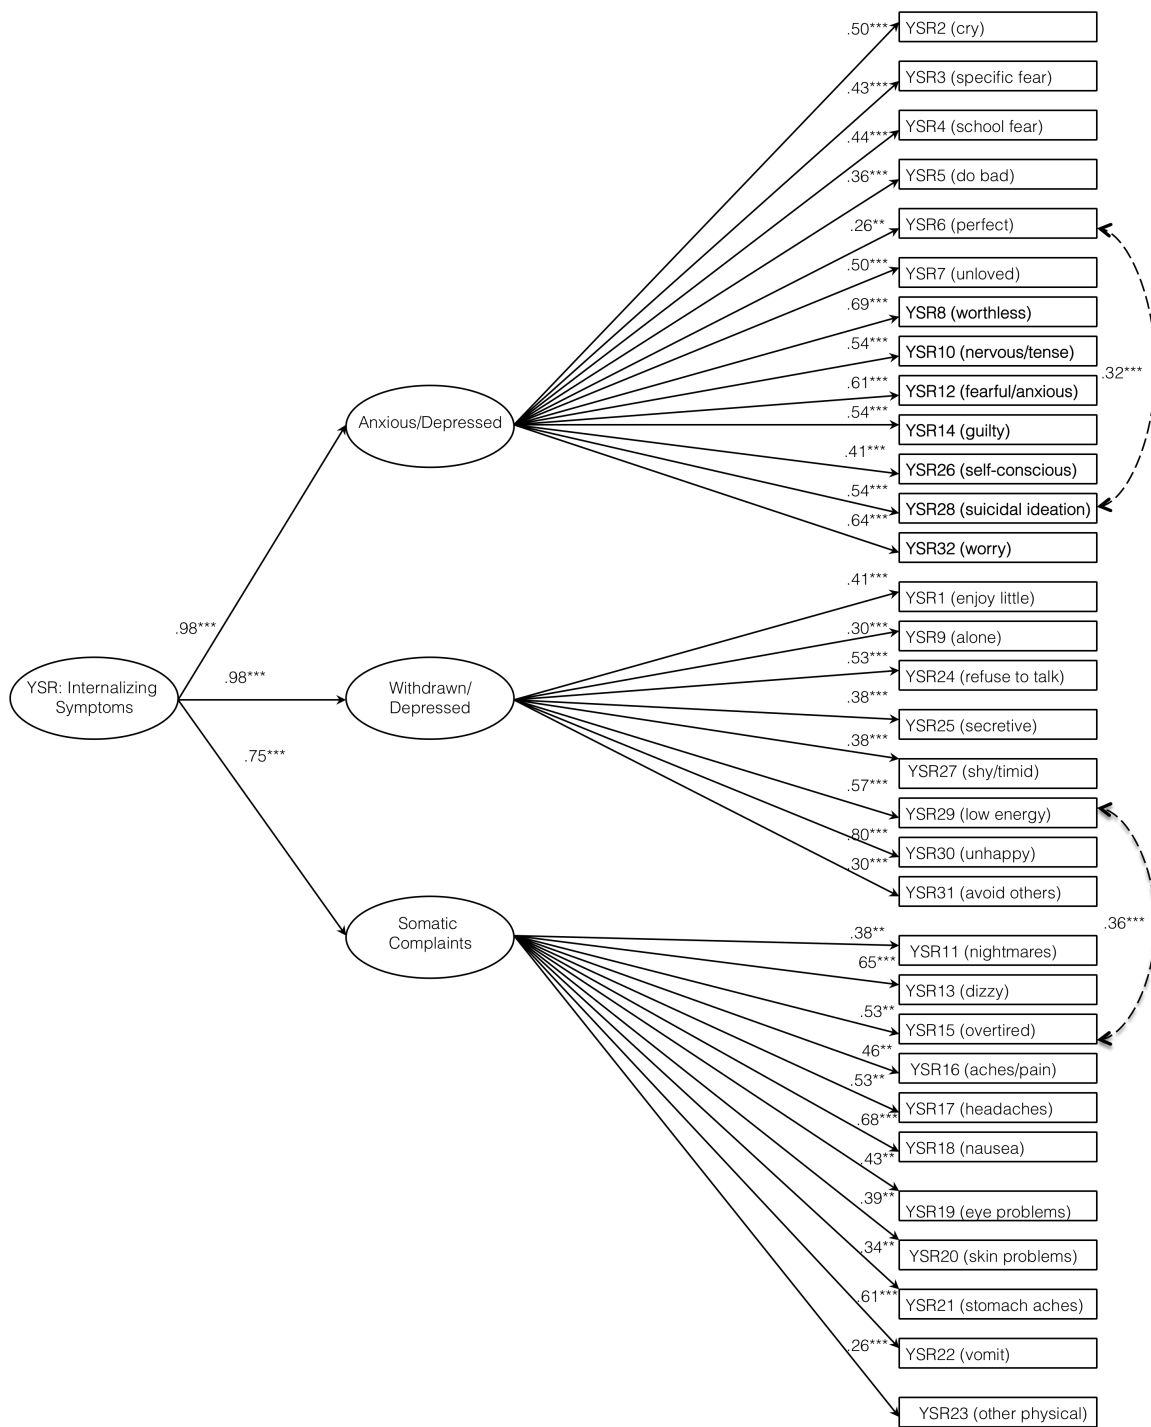 .50***
YSR2 (cry)
.43***
YSR3 (specific fear)
.44***
YSR4 (school fear)
.36***
YSR5 (do bad)
.26**
YSR6 (perfect)
.50***
YSR7 (unloved)
.69***
YSR8 (worthless)
.54***
YSR10 (nervous/tense)
.32***
.61***
YSR12 (fearful/anxious)
.54***
YSR14 (guilty)
Anxious/Depressed
.41***
YSR26 (self-conscious)
.54***
YSR28 (suicidal ideation)
.64***
YSR32 (worry)
.41***
YSR1 (enjoy little)
.98***
.30***
YSR9 (alone)
.53***
YSR24 (refuse to talk)
.98***
YSR: Internalizing
Symptoms
Withdrawn/
Depressed
.38***
YSR25 (secretive)
.75***
.38***
YSR27 (shy/timid)
.57***
YSR29 (low energy)
.80***
YSR30 (unhappy)
.30***
YSR31 (avoid others)
.36***
Somatic
Complaints
.38**
YSR11 (nightmares)
65***
YSR13 (dizzy)
.53**
YSR15 (overtired)
.46**
YSR16 (aches/pain)
.53**
YSR17 (headaches)
.68***
YSR18 (nausea)
.43**
YSR19 (eye problems)
.39**
YSR20 (skin problems)
.34**
YSR21 (stomach aches)
.61***
YSR22 (vomit)
.26***
YSR23 (other physical)